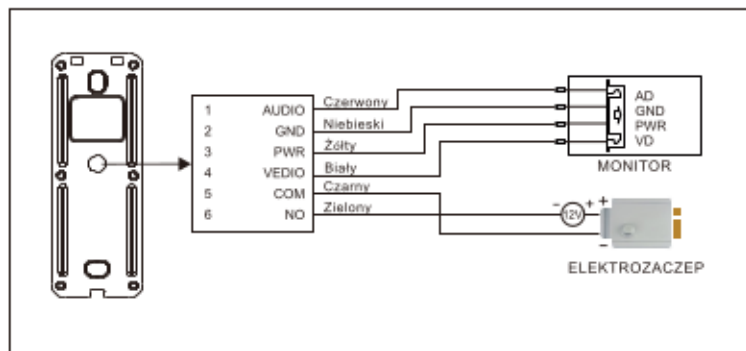 1 AUDIO Czerwony
2 GND Niebieski
3 PWR Żółty
4 VEDIO Biały
5 COM Czarny
6 NO Zielony
AD
GND
PWR
VD
MONITOR
− 12V + +
−
ELEKTROZACZEP